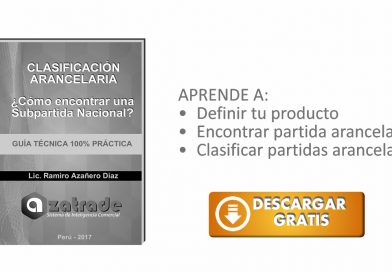 CLASIFICACIÓN
ARANCELARIA
¿Cómo encontrar una
Subpartida Nacional?
GUÍA TÉCNICA 100% PRÁCTICA
Lic. Ramiro Azañero Díaz
azatrade
Sistema de Inteligencia Comercial
Perú - 2017
APRENDE A:
• Definir tu producto
• Encontrar partida arancela
• Clasificar partidas arancela
DESCARGAR
GRATIS